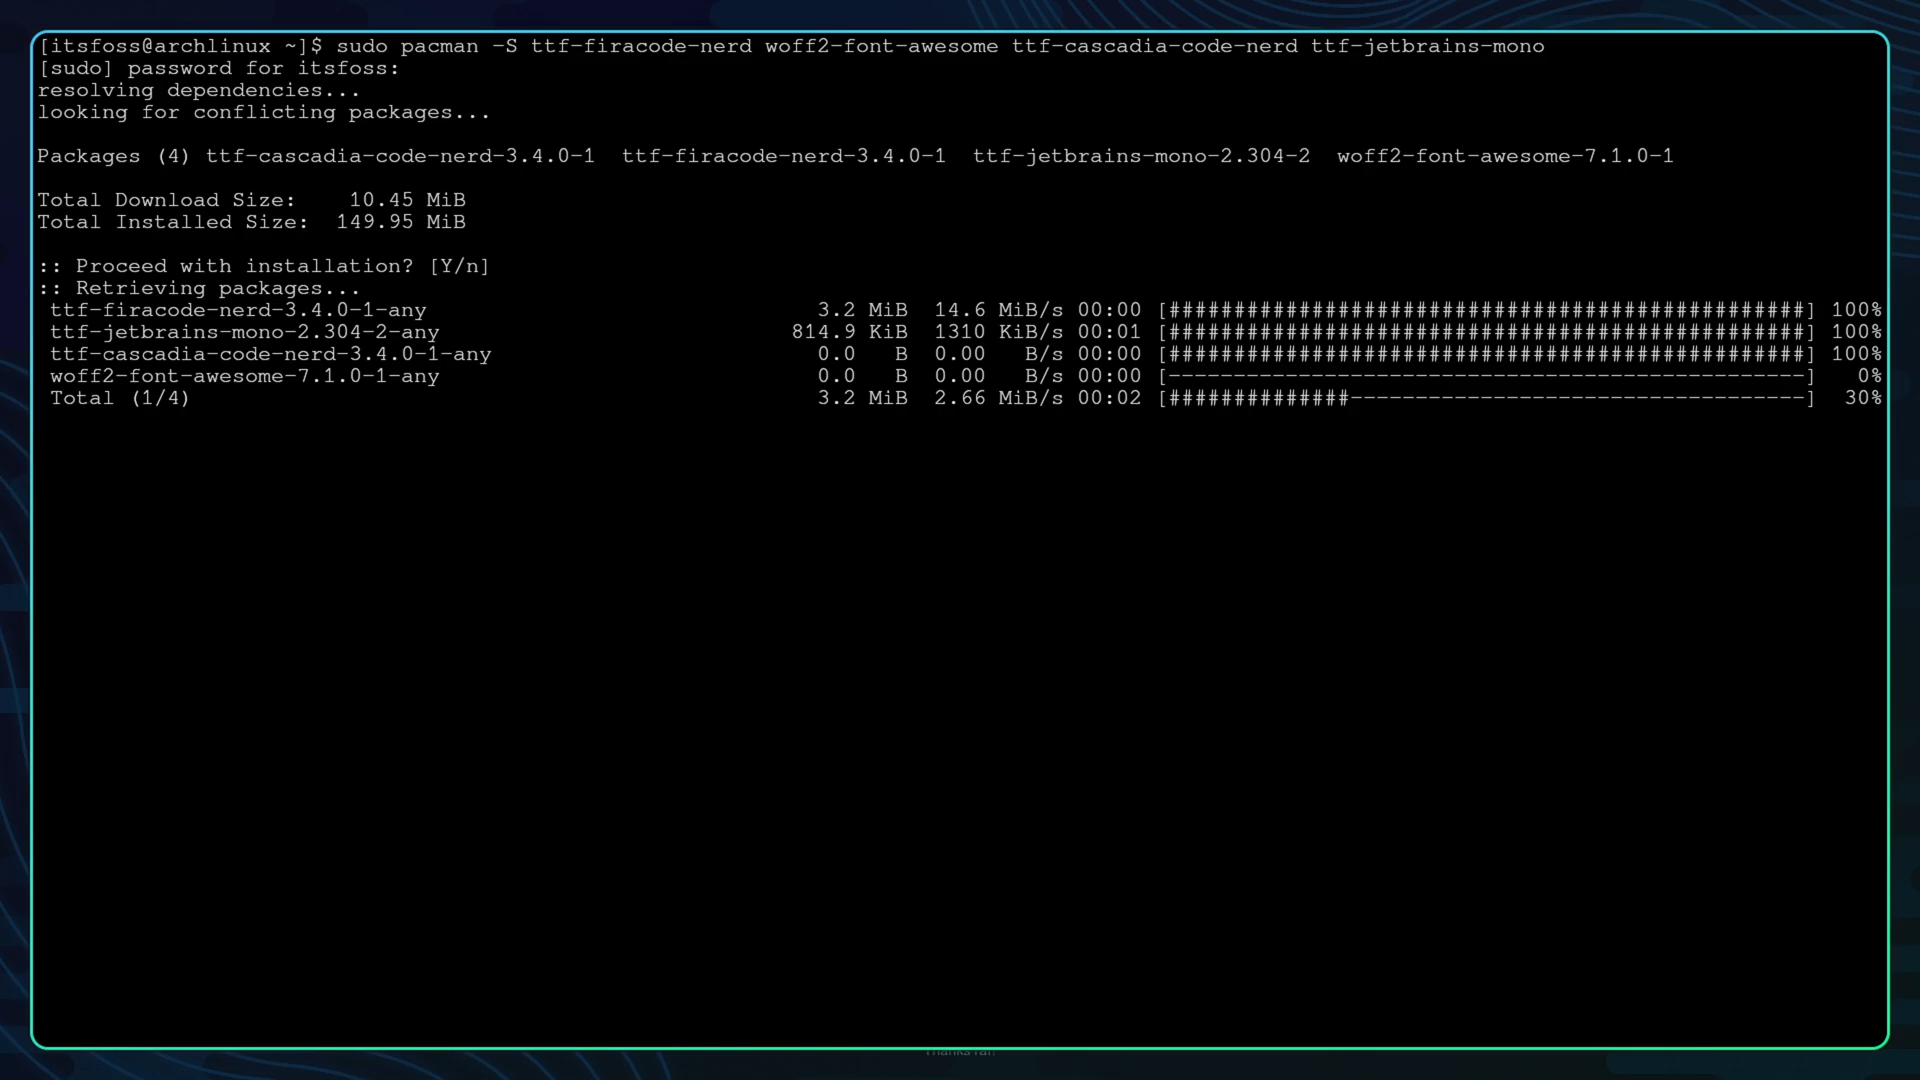 [itsfoss@archlinux ~]$ sudo pacman -S ttf-firacode-nerd woff2-font-awesome ttf-cascadia-code-nerd ttf-jetbrains-mono
[sudo] password for itsfoss:
resolving dependencies...
looking for conflicting packages...
Packages (4) ttf-cascadia-code-nerd-3.4.0-1  ttf-firacode-nerd-3.4.0-1  ttf-jetbrains-mono-2.304-2  woff2-font-awesome-7.1.0-1
Total Download Size:    10.45 MiB
Total Installed Size:  149.95 MiB
:: Proceed with installation? [Y/n]
:: Retrieving packages...
ttf-firacode-nerd-3.4.0-1-any 3.2 MiB 14.6 MiB/s 00:00 [#################################################] 100%
ttf-jetbrains-mono-2.304-2-any 814.9 KiB 1310 KiB/s 00:01 [#################################################] 100%
ttf-cascadia-code-nerd-3.4.0-1-any 0.0 B 0.00 B/s 00:00 [#################################################] 100%
woff2-font-awesome-7.1.0-1-any 0.0 B 0.00 B/s 00:00 [-------------------------------------------------] 0%
Total (1/4) 3.2 MiB 2.66 MiB/s 00:02 [##############-----------------------------------] 30%